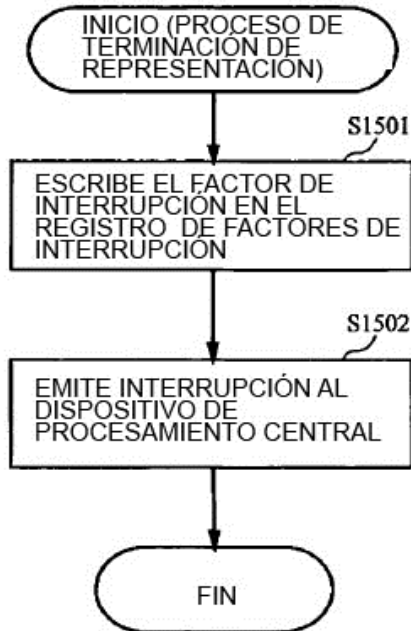 INICIO (PROCESO DE
TERMINACIÓN DE
REPRESENTACIÓN)
S1501
ESCRIBE EL FACTOR DE
INTERRUPCIÓN EN EL
REGISTRO DE FACTORES DE
INTERRUPCIÓN
S1502
EMITE INTERRUPCIÓN AL
DISPOSITIVO DE
PROCESAMIENTO CENTRAL
FIN